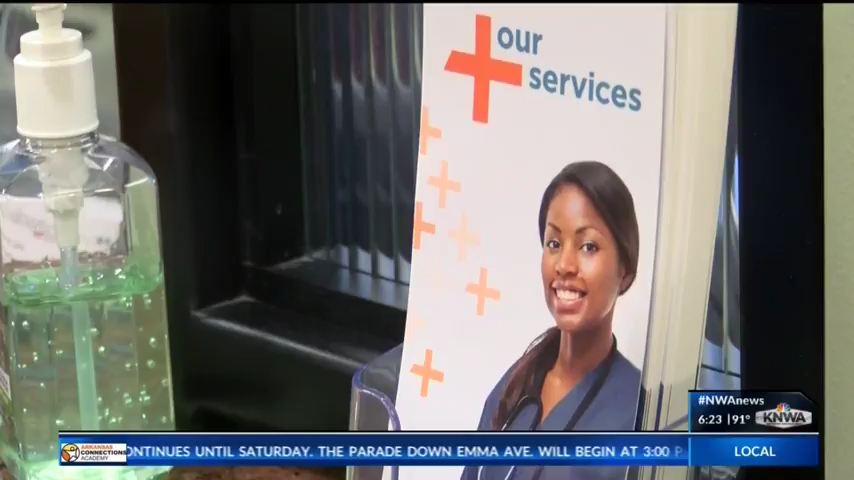 our
services
#NWAnews
6:23 | 91° KNWA
ARKANSAS
CONNECTIONS
ACADEMY
ONTINUES UNTIL SATURDAY. THE PARADE DOWN EMMA AVE. WILL BEGIN AT 3:00 P
LOCAL